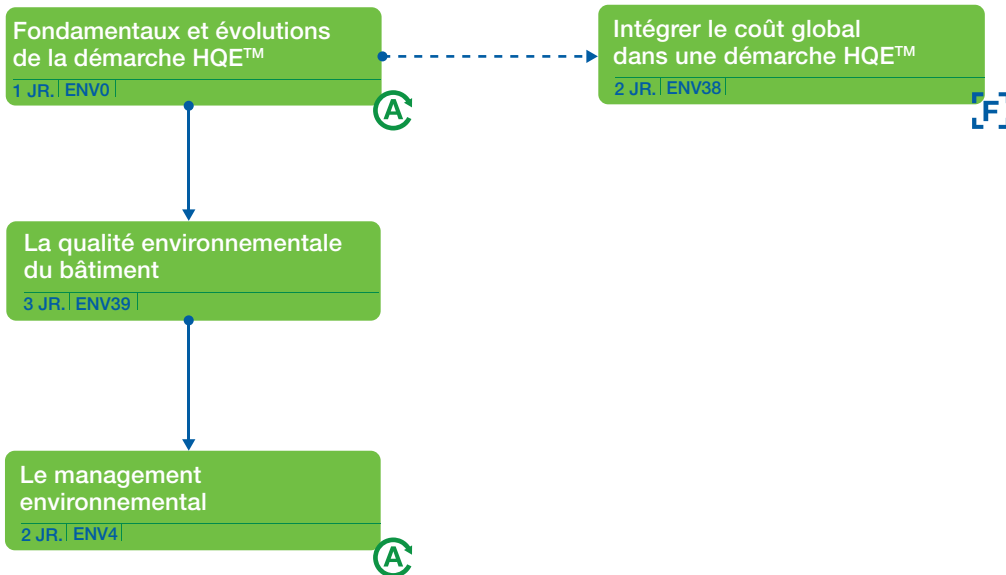 Fondamentaux et évolutions
de la démarche HQE™
1 JR. ENV0
A
Intégrer le coût global
dans une démarche HQE™
2 JR. ENV38
F
La qualité environnementale
du bâtiment
3 JR. ENV39
Le management
environnemental
2 JR. ENV4
A